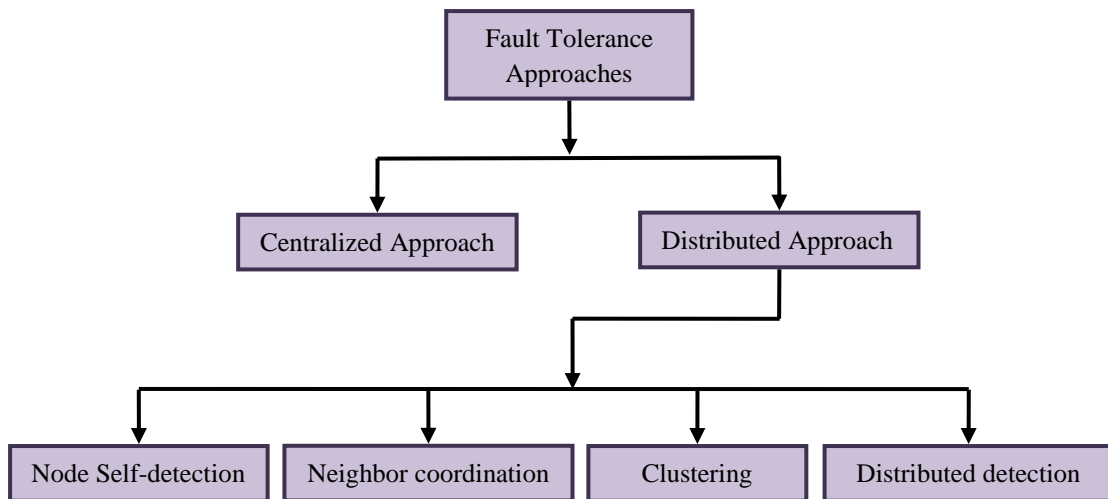 Fault Tolerance
Approaches
Centralized Approach
Distributed Approach
Node Self-detection
Neighbor coordination
Clustering
Distributed detection